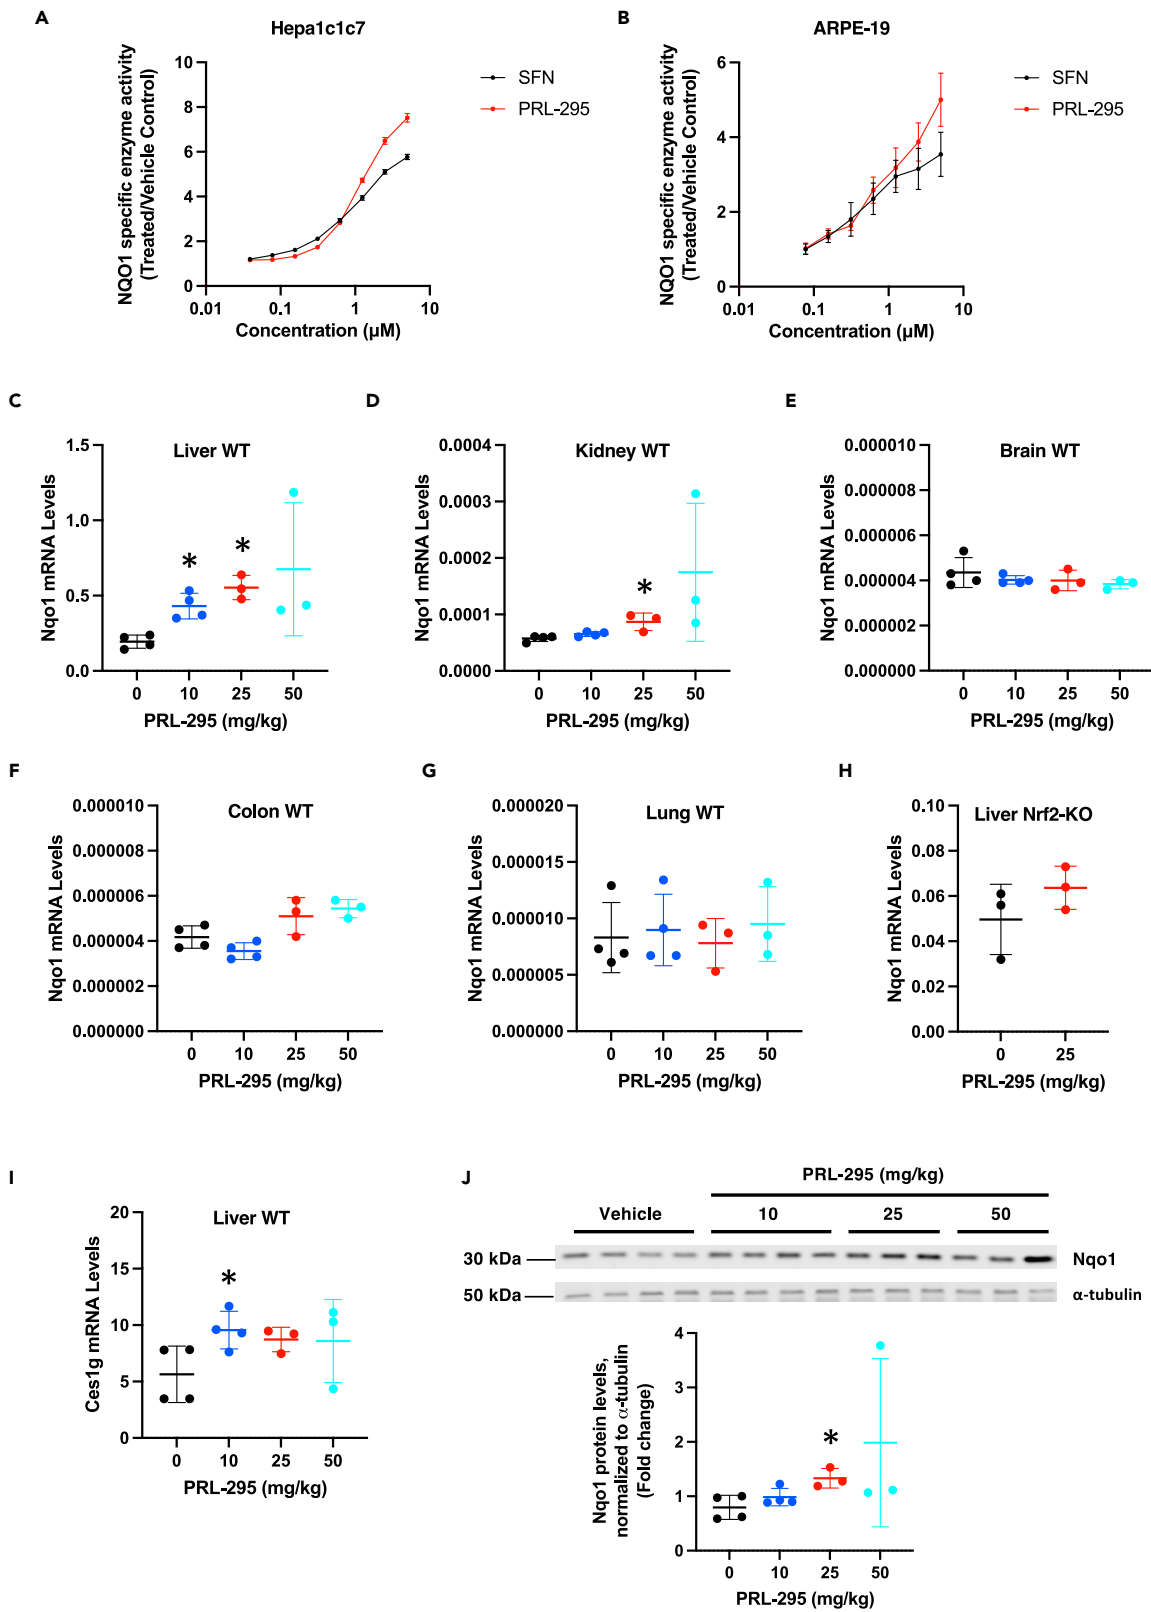 A
Hepa1c1c7
NQO1 specific enzyme activity
(Treated/Vehicle Control)
10
8
6
4
2
0
0.01
0.1
1
10
Concentration (µM)
SFN
PRL-295
B
ARPE-19
NQO1 specific enzyme activity
(Treated/Vehicle Control)
6
4
2
0
0.01
0.1
1
10
Concentration (µM)
SFN
PRL-295
C
Liver WT
Nqo1 mRNA Levels
1.5
1.0
0.5
0.0
*
*
0
10
25
50
PRL-295 (mg/kg)
D
Kidney WT
Nqo1 mRNA Levels
0.0004
0.0003
0.0002
0.0001
0.0000
*
0
10
25
50
PRL-295 (mg/kg)
E
Brain WT
Nqo1 mRNA Levels
0.000010
0.000008
0.000006
0.000004
0.000002
0.000000
0
10
25
50
PRL-295 (mg/kg)
F
Colon WT
Nqo1 mRNA Levels
0.000010
0.000008
0.000006
0.000004
0.000002
0.000000
0
10
25
50
PRL-295 (mg/kg)
G
Lung WT
Nqo1 mRNA Levels
0.000020
0.000015
0.000010
0.000005
0.000000
0
10
25
50
PRL-295 (mg/kg)
H
Liver Nrf2-KO
Nqo1 mRNA Levels
0.10
0.08
0.06
0.04
0.02
0.00
0
25
PRL-295 (mg/kg)
I
Liver WT
Ces1g mRNA Levels
20
15
10
5
0
*
0
10
25
50
PRL-295 (mg/kg)
J
PRL-295 (mg/kg)
Vehicle
10
25
50
30 kDa
Nqo1
50 kDa
α-tubulin
Nqo1 protein levels,
normalized to α-tubulin
(Fold change)
4
3
2
1
0
*
0
10
25
50
PRL-295 (mg/kg)